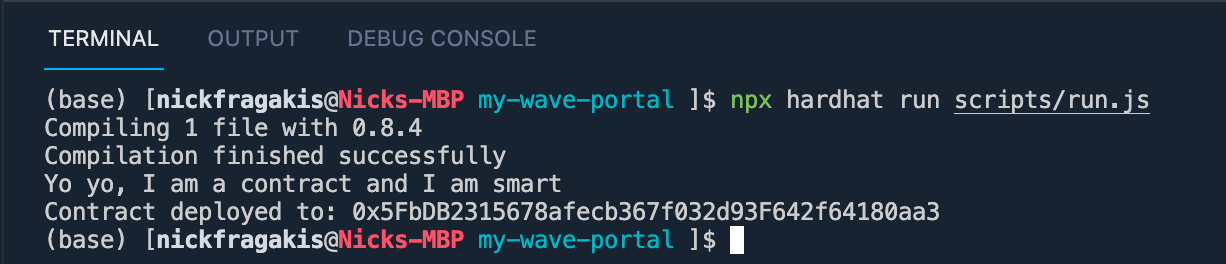 TERMINAL OUTPUT DEBUG CONSOLE
(base) [nickfragakis@Nicks-MBP my-wave-portal ]$ npx hardhat run scripts/run.js
Compiling 1 file with 0.8.4
Compilation finished successfully
Yo yo, I am a contract and I am smart
Contract deployed to: 0x5FbDB2315678afecb367f032d93F642f64180aa3
(base) [nickfragakis@Nicks-MBP my-wave-portal ]$